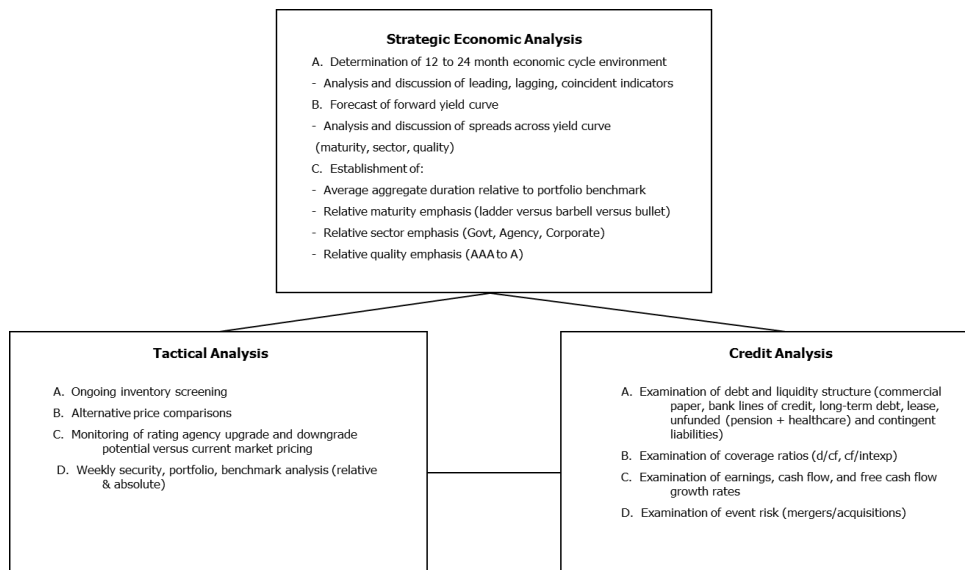 Strategic Economic Analysis
A. Determination of 12 to 24 month economic cycle environment
- Analysis and discussion of leading, lagging, coincident indicators
B. Forecast of forward yield curve
- Analysis and discussion of spreads across yield curve
(maturity, sector, quality)
C. Establishment of:
- Average aggregate duration relative to portfolio benchmark
- Relative maturity emphasis (ladder versus barbell versus bullet)
- Relative sector emphasis (Govt, Agency, Corporate)
- Relative quality emphasis (AAA to A)
Tactical Analysis
A. Ongoing inventory screening
B. Alternative price comparisons
C. Monitoring of rating agency upgrade and downgrade
potential versus current market pricing
D. Weekly security, portfolio, benchmark analysis (relative
& absolute)
Credit Analysis
A. Examination of debt and liquidity structure (commercial
paper, bank lines of credit, long-term debt, lease,
unfunded (pension + healthcare) and contingent
liabilities)
B. Examination of coverage ratios (d/cf, cf/intexp)
C. Examination of earnings, cash flow, and free cash flow
growth rates
D. Examination of event risk (mergers/acquisitions)